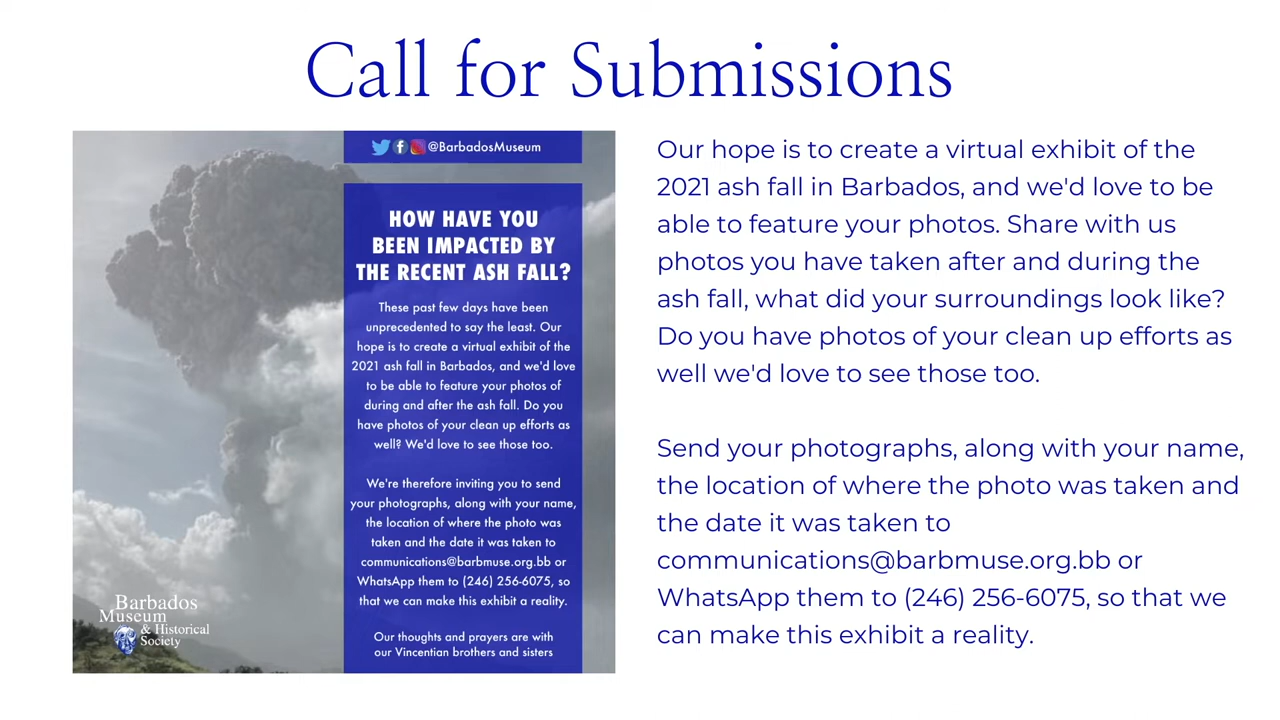 Call for Submissions
@BarbadosMuseum
HOW HAVE YOU
BEEN IMPACTED BY
THE RECENT ASH FALL?
These past few days have been
unprecedented to say the least. Our
hope is to create a virtual exhibit of the
2021 ash fall in Barbados, and we'd love
to be able to feature your photos of
during and after the ash fall. Do you
have photos of your clean up efforts as
well? We'd love to see those too.
We're therefore inviting you to send
your photographs, along with your name,
the location of where the photo was
taken and the date it was taken to
communications@barbmuse.org.bb or
WhatsApp them to (246) 256-6075, so
that we can make this exhibit a reality.
Our thoughts and prayers are with
our Vincentian brothers and sisters
Barbados
Museum
& Historical
Society
Our hope is to create a virtual exhibit of the
2021 ash fall in Barbados, and we'd love to be
able to feature your photos. Share with us
photos you have taken after and during the
ash fall, what did your surroundings look like?
Do you have photos of your clean up efforts as
well we'd love to see those too.
Send your photographs, along with your name,
the location of where the photo was taken and
the date it was taken to
communications@barbmuse.org.bb or
WhatsApp them to (246) 256-6075, so that we
can make this exhibit a reality.